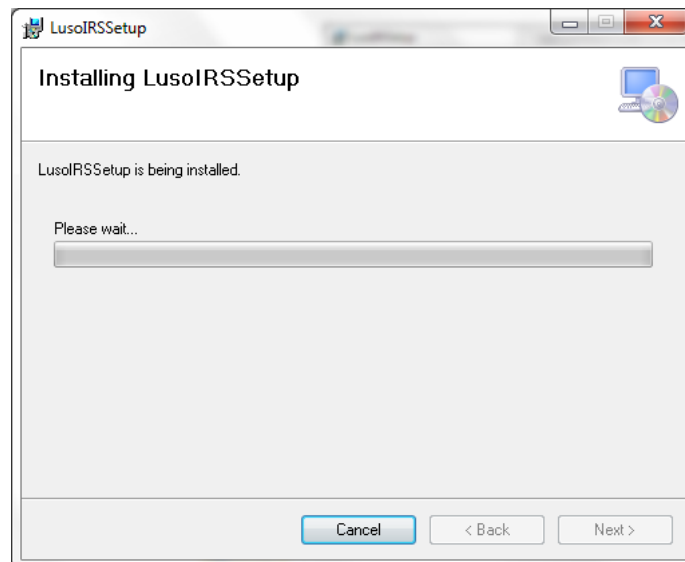 LusoIRSSetup
Installing LusoIRSSetup
LusoIRSSetup is being installed.
Please wait...
Cancel
< Back
Next >